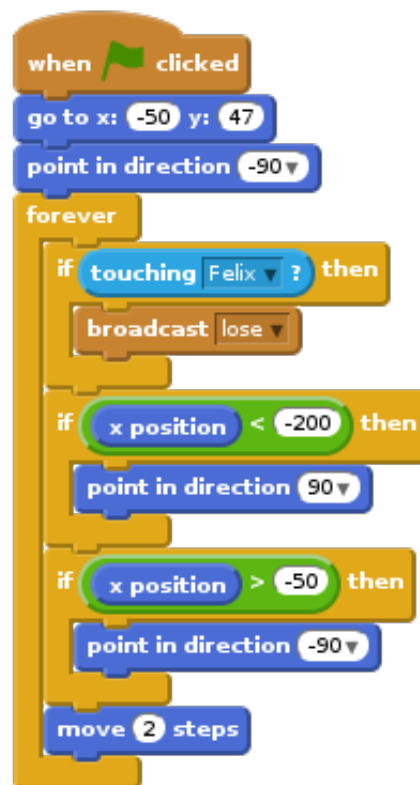 when clicked
go to x: -50 y: 47
point in direction -90
forever
if touching Felix ? then
broadcast lose
if x position < -200 then
point in direction 90
if x position > -50 then
point in direction -90
move 2 steps